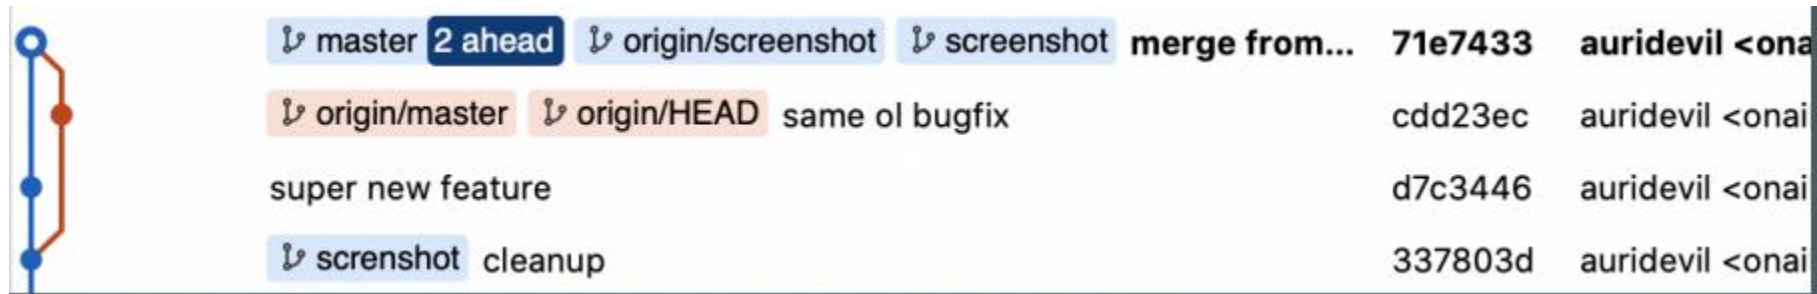 master 2 ahead origin/screenshot screenshot merge from... 71e7433 auridevil <ona
origin/master origin/HEAD same ol bugfix cdd23ec auridevil <onai
super new feature d7c3446 auridevil <onai
screnshot cleanup 337803d auridevil <onai